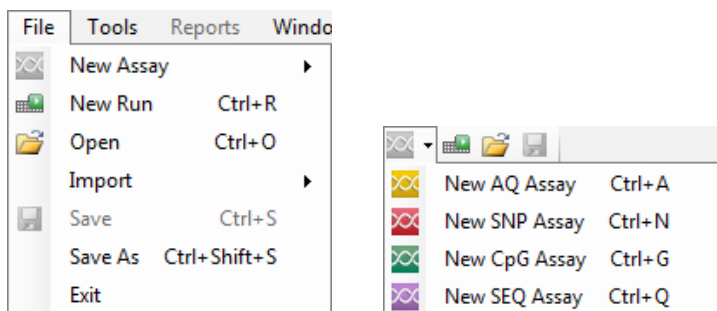 File Tools Reports Windo
New Assay
New Run Ctrl+R
Open Ctrl+O
Import
Save Ctrl+S
Save As Ctrl+Shift+S
Exit
New AQ Assay Ctrl+A
New SNP Assay Ctrl+N
New CpG Assay Ctrl+G
New SEQ Assay Ctrl+Q